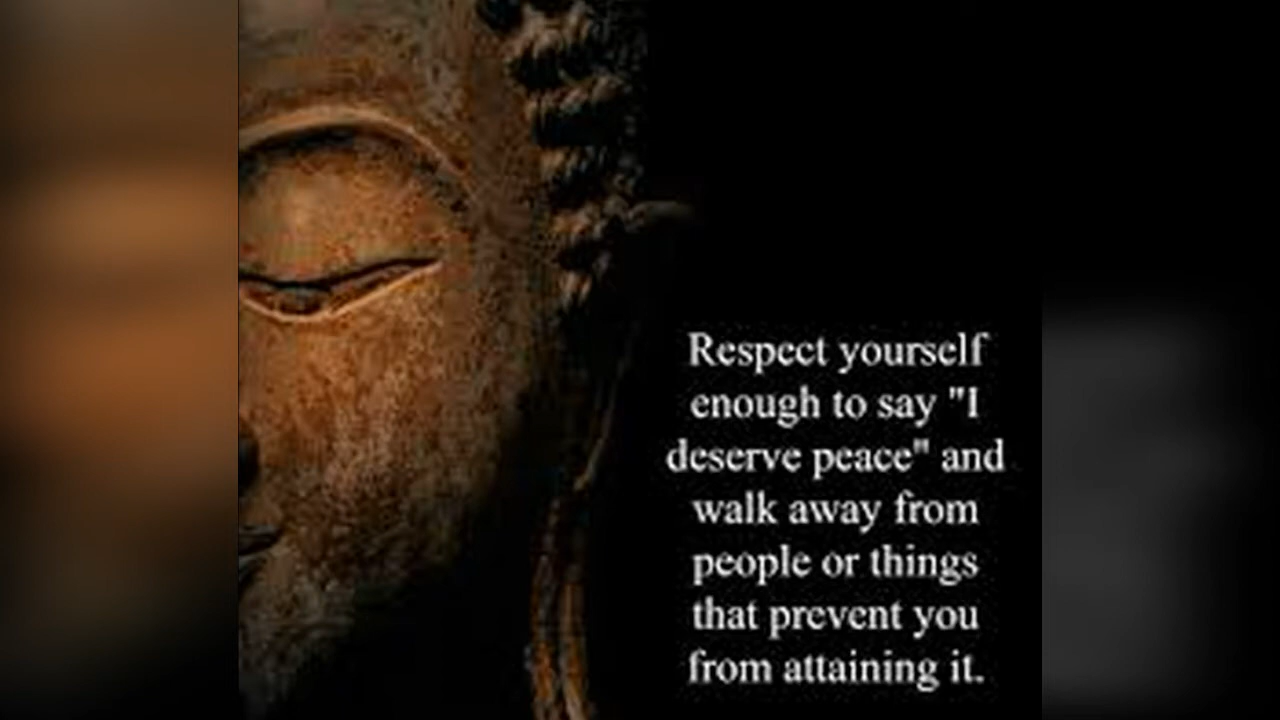 Respect yourself
enough to say "I
deserve peace" and
walk away from
people or things
that prevent you
from attaining it.